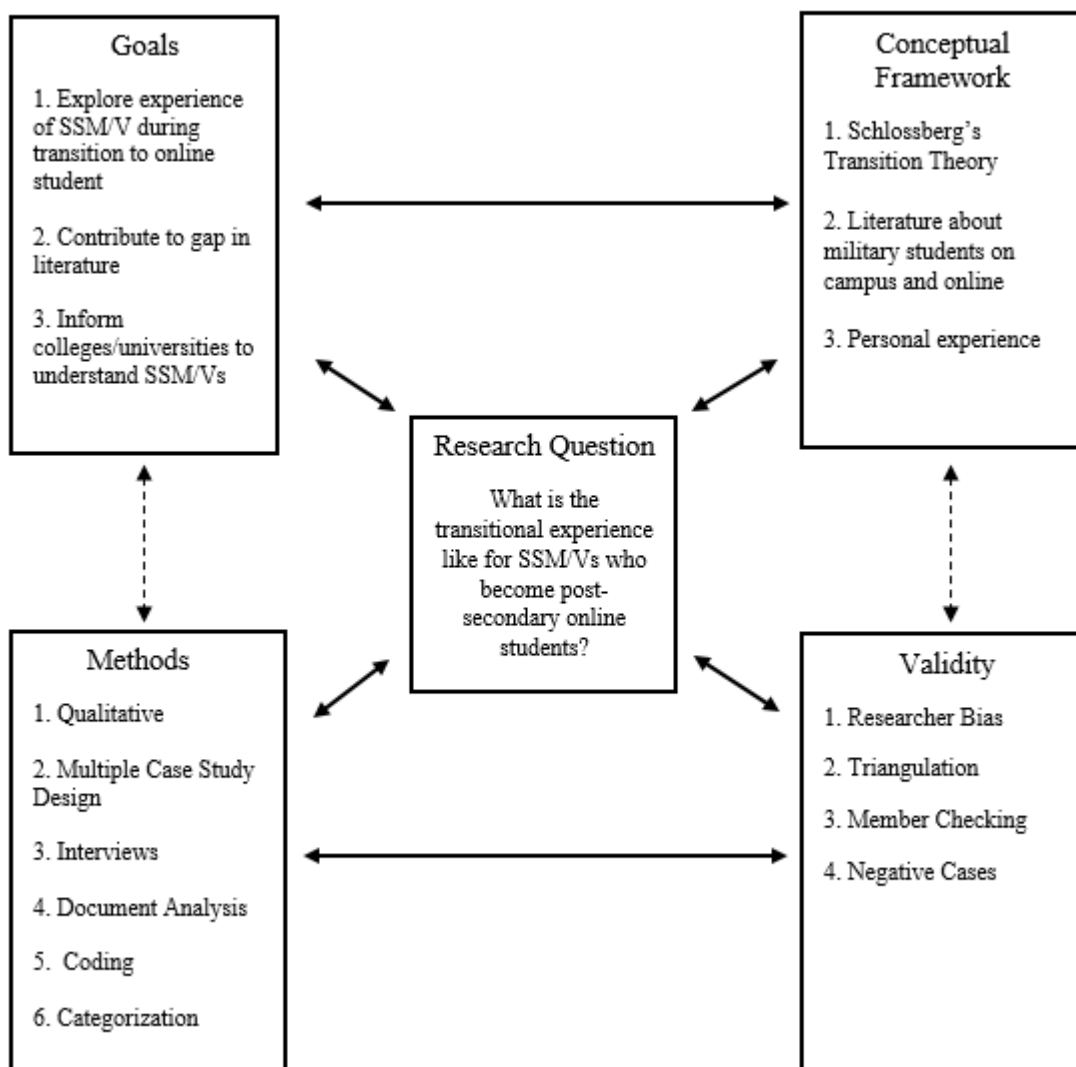 Goals
1. Explore experience
of SSM/V during
transition to online
student
2. Contribute to gap in
literature
3. Inform
colleges/universities to
understand SSM/Vs
Conceptual
Framework
1. Schlossberg’s
Transition Theory
2. Literature about
military students on
campus and online
3. Personal experience
Research Question
What is the
transitional experience
like for SSM/Vs who
become post-
secondary online
students?
Methods
1. Qualitative
2. Multiple Case Study
Design
3. Interviews
4. Document Analysis
5. Coding
6. Categorization
Validity
1. Researcher Bias
2. Triangulation
3. Member Checking
4. Negative Cases